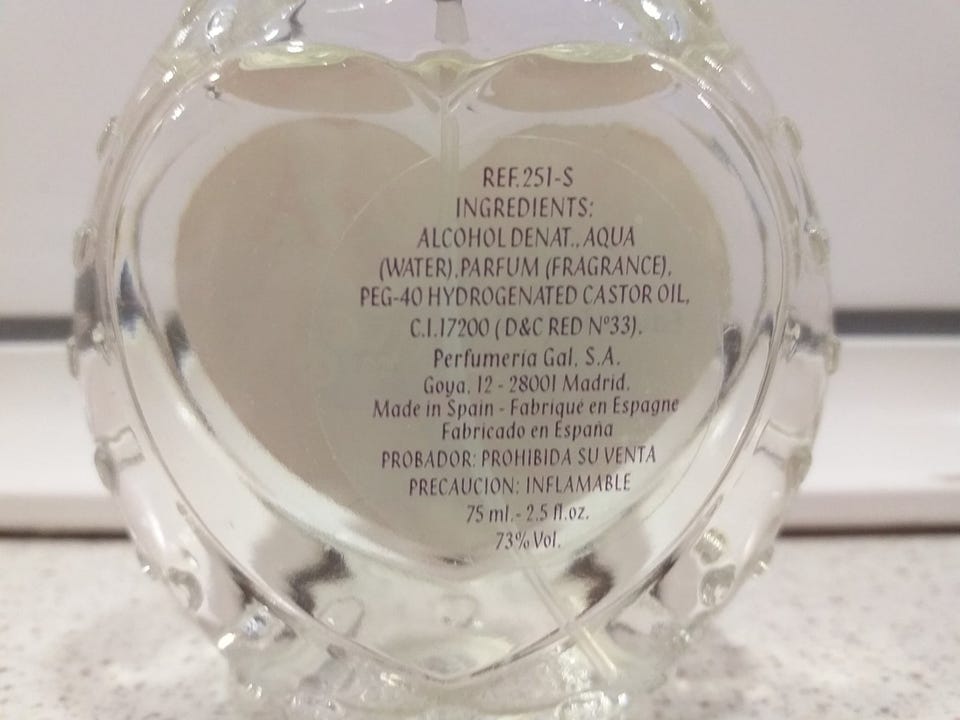 REF.251-S
INGREDIENTS:
ALCOHOL DENAT., AQUA
(WATER),PARFUM (FRAGRANCE),
PEG-40 HYDROGENATED CASTOR OIL,
C.I.17200 (D&C RED Nº33).
Perfumería Gal, S.A.
Goya, 12 - 28001 Madrid.
Made in Spain - Fabriqué en Espagne
Fabricado en España
PROBADOR: PROHIBIDA SU VENTA
PRECAUCION: INFLAMABLE
75 ml.- 2.5 fl.oz.
73% Vol.